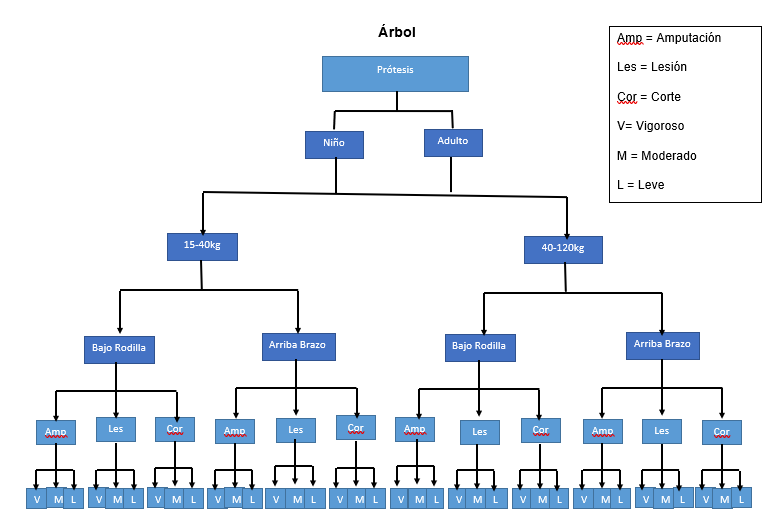 Árbol
Amp = Amputación
Les = Lesión
Cor = Corte
V= Vigoroso
M = Moderado
L = Leve
Prótesis
Niño
Adulto
15-40kg
40-120kg
Bajo Rodilla
Arriba Brazo
Bajo Rodilla
Arriba Brazo
Amp
Les
Cor
Amp
Les
Cor
Amp
Les
Cor
Amp
Les
Cor
V M L
V M L
V M L
V M L
V M L
V M L
V M L
V M L
V M L
V M L
V M L
V M L